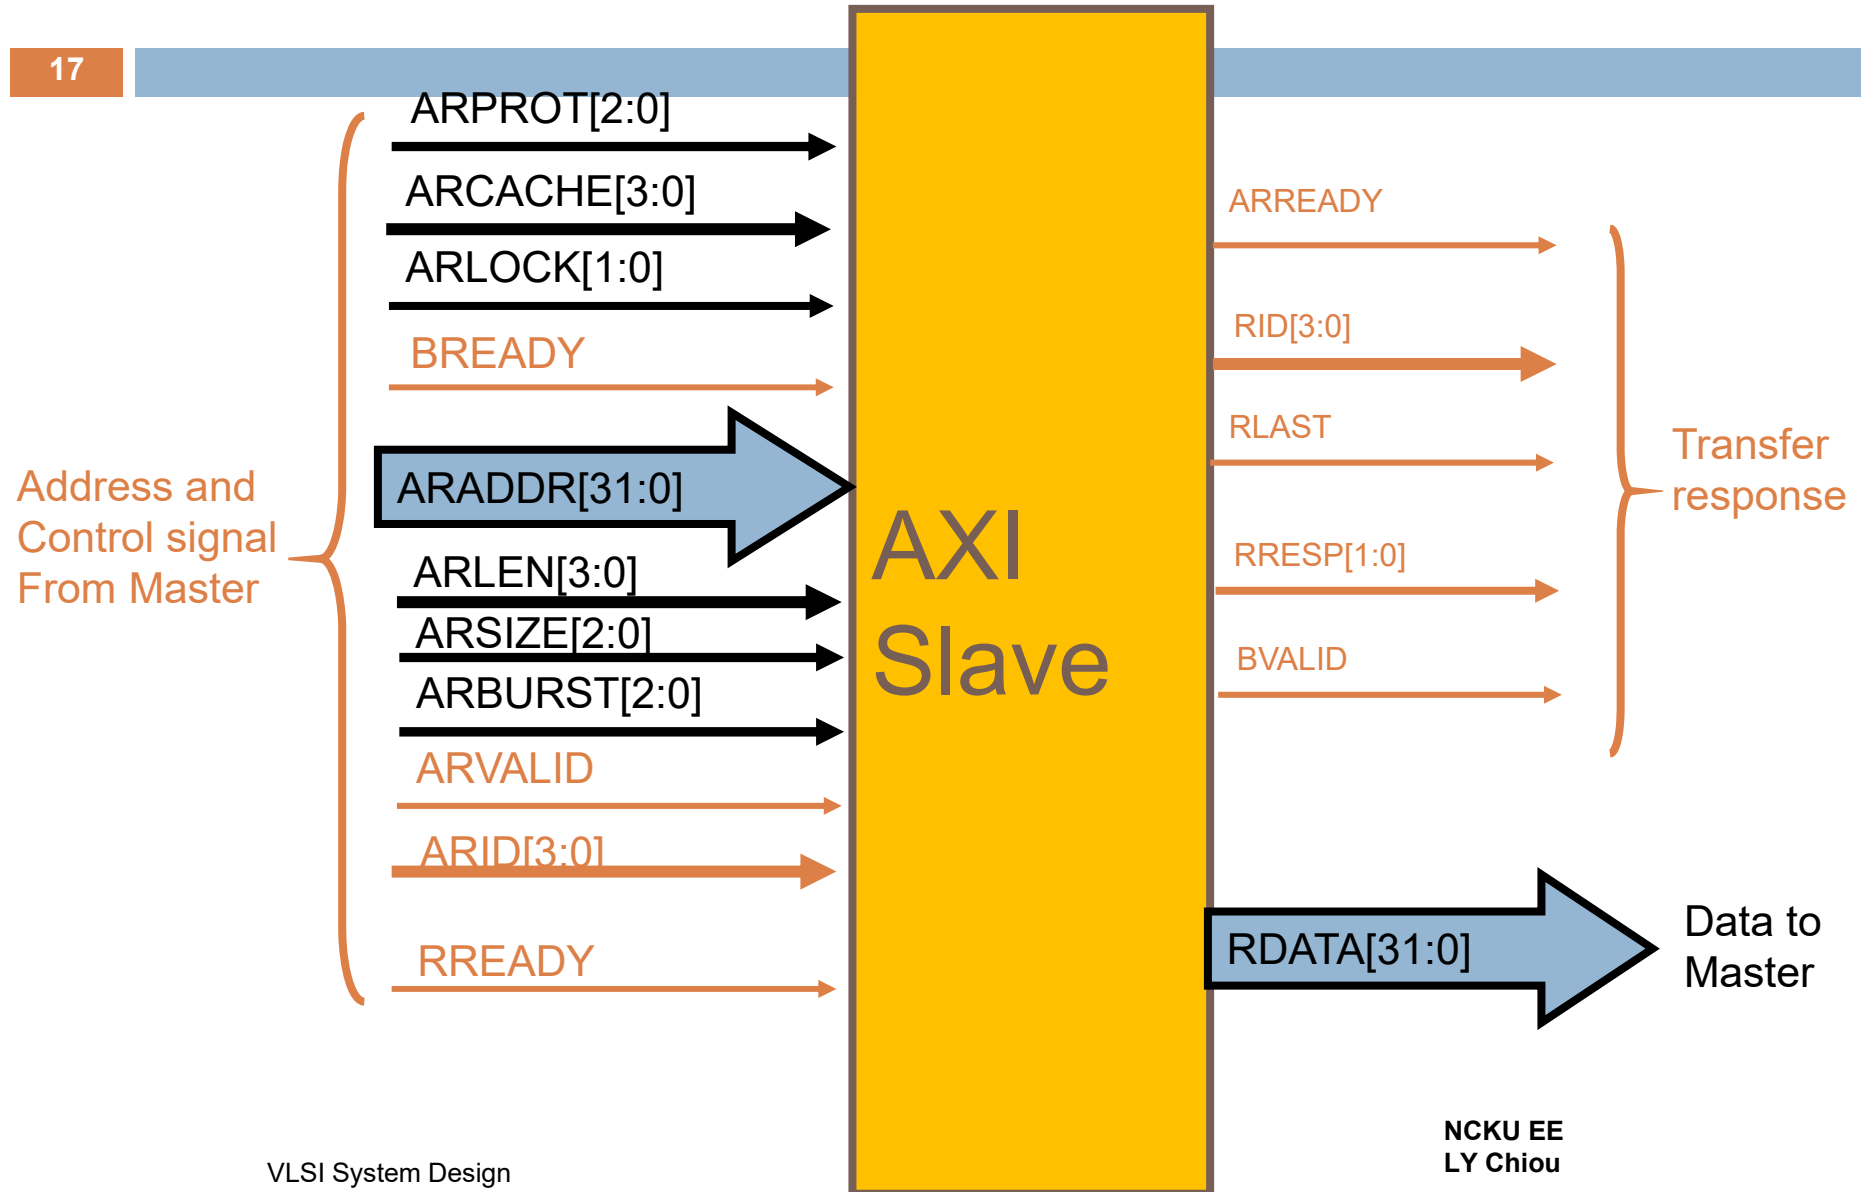 17
ARPROT[2:0]
ARCACHE[3:0]
ARLOCK[1:0]
BREADY
ARADDR[31:0]
Address and
Control signal
From Master
ARLEN[3:0]
ARSIZE[2:0]
ARBURST[2:0]
ARVALID
ARID[3:0]
RREADY
AXI
Slave
ARREADY
RID[3:0]
RLAST
RRESP[1:0]
BVALID
Transfer
response
RDATA[31:0]
Data to
Master
VLSI System Design
NCKU EE
LY Chiou